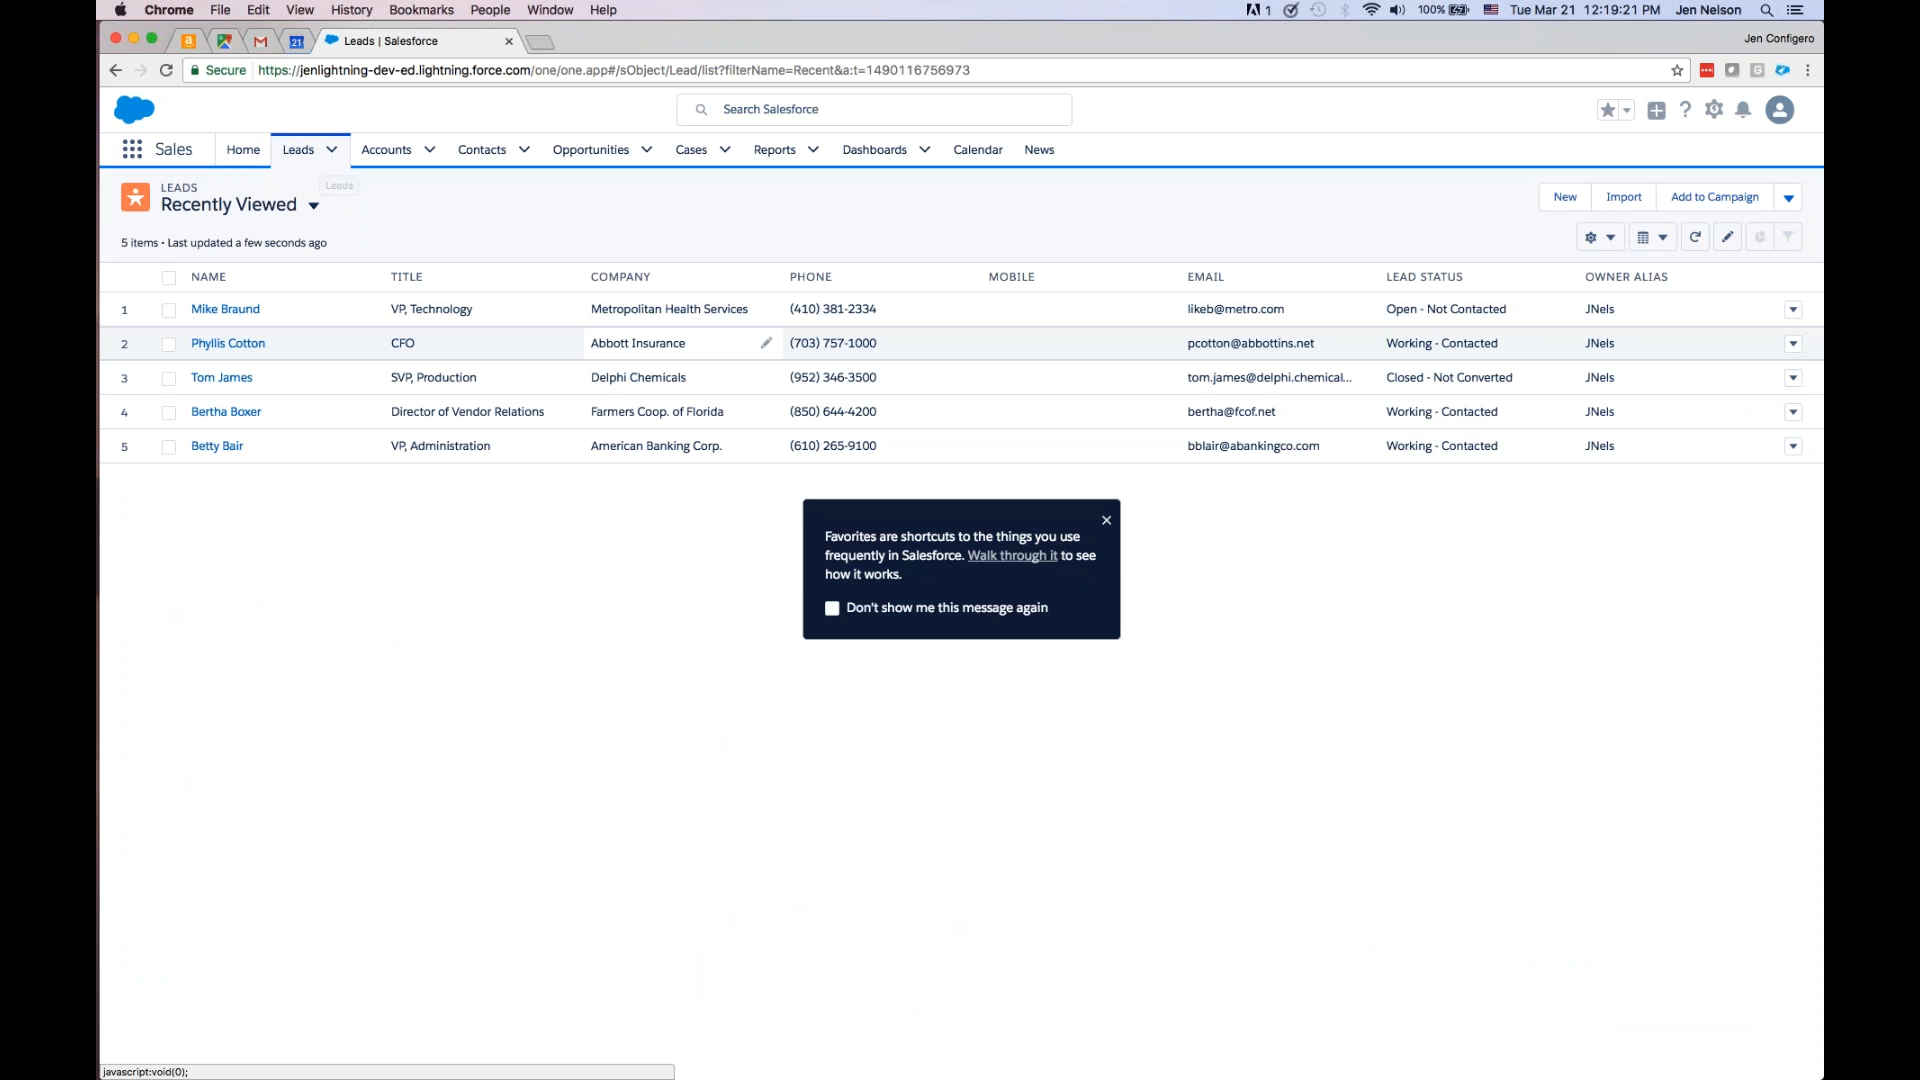 Chrome File Edit View History Bookmarks People Window Help 1 100% Tue Mar 21 12:19:21 PM Jen Nelson
a 21 Leads | Salesforce Jen Configero
Secure https://jenlightning-dev-ed.lightning.force.com/one/one.app#/sObject/Lead/list?filterName=Recent&a:t=1490116756973
Search Salesforce
Sales Home Leads Accounts Contacts Opportunities Cases Reports Dashboards Calendar News
LEADS
Leads
Recently Viewed
New Import Add to Campaign
5 items • Last updated a few seconds ago
NAME TITLE COMPANY PHONE MOBILE EMAIL LEAD STATUS OWNER ALIAS
1 Mike Braund VP, Technology Metropolitan Health Services (410) 381-2334 likeb@metro.com Open - Not Contacted JNels
2 Phyllis Cotton CFO Abbott Insurance (703) 757-1000 pcotton@abbottins.net Working - Contacted JNels
3 Tom James SVP, Production Delphi Chemicals (952) 346-3500 tom.james@delphi.chemical... Closed - Not Converted JNels
4 Bertha Boxer Director of Vendor Relations Farmers Coop. of Florida (850) 644-4200 bertha@fcof.net Working - Contacted JNels
5 Betty Bair VP, Administration American Banking Corp. (610) 265-9100 bblair@abankingco.com Working - Contacted JNels
Favorites are shortcuts to the things you use
frequently in Salesforce. Walk through it to see
how it works.
Don't show me this message again
javascript:void(0);